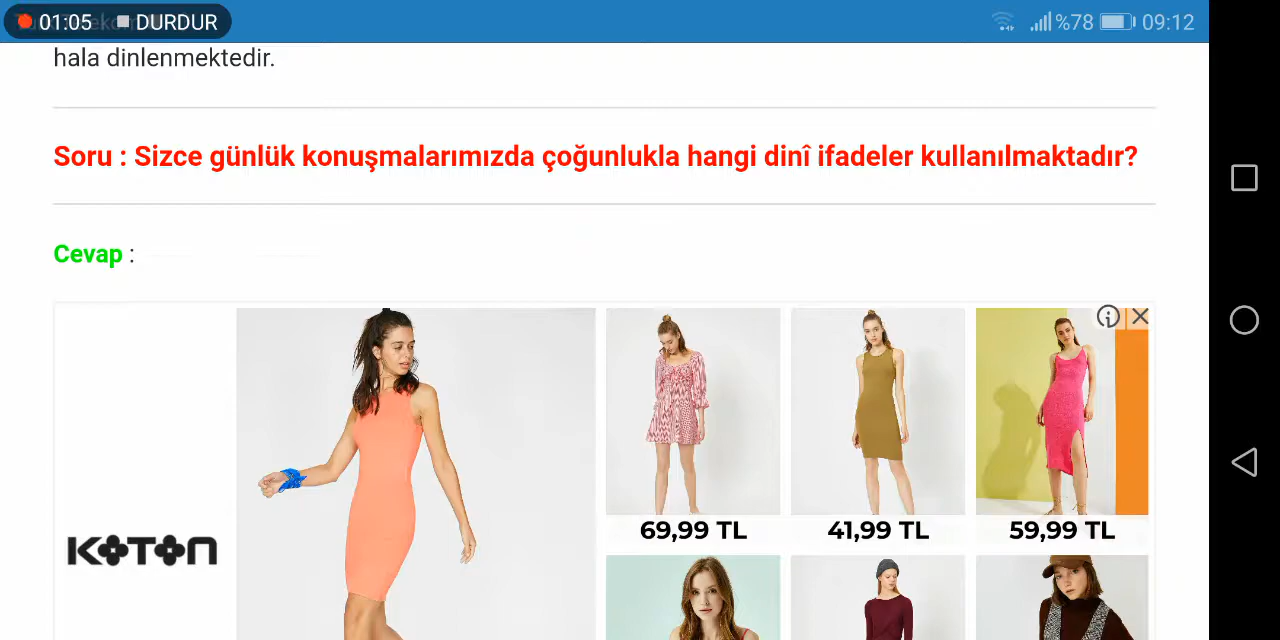 01:05 DURDUR %78 09:12
hala dinlenmektedir.
Soru : Sizce günlük konuşmalarımızda çoğunlukla hangi dinî ifadeler kullanılmaktadır?
Cevap :
KOTON
69,99 TL 41,99 TL 59,99 TL